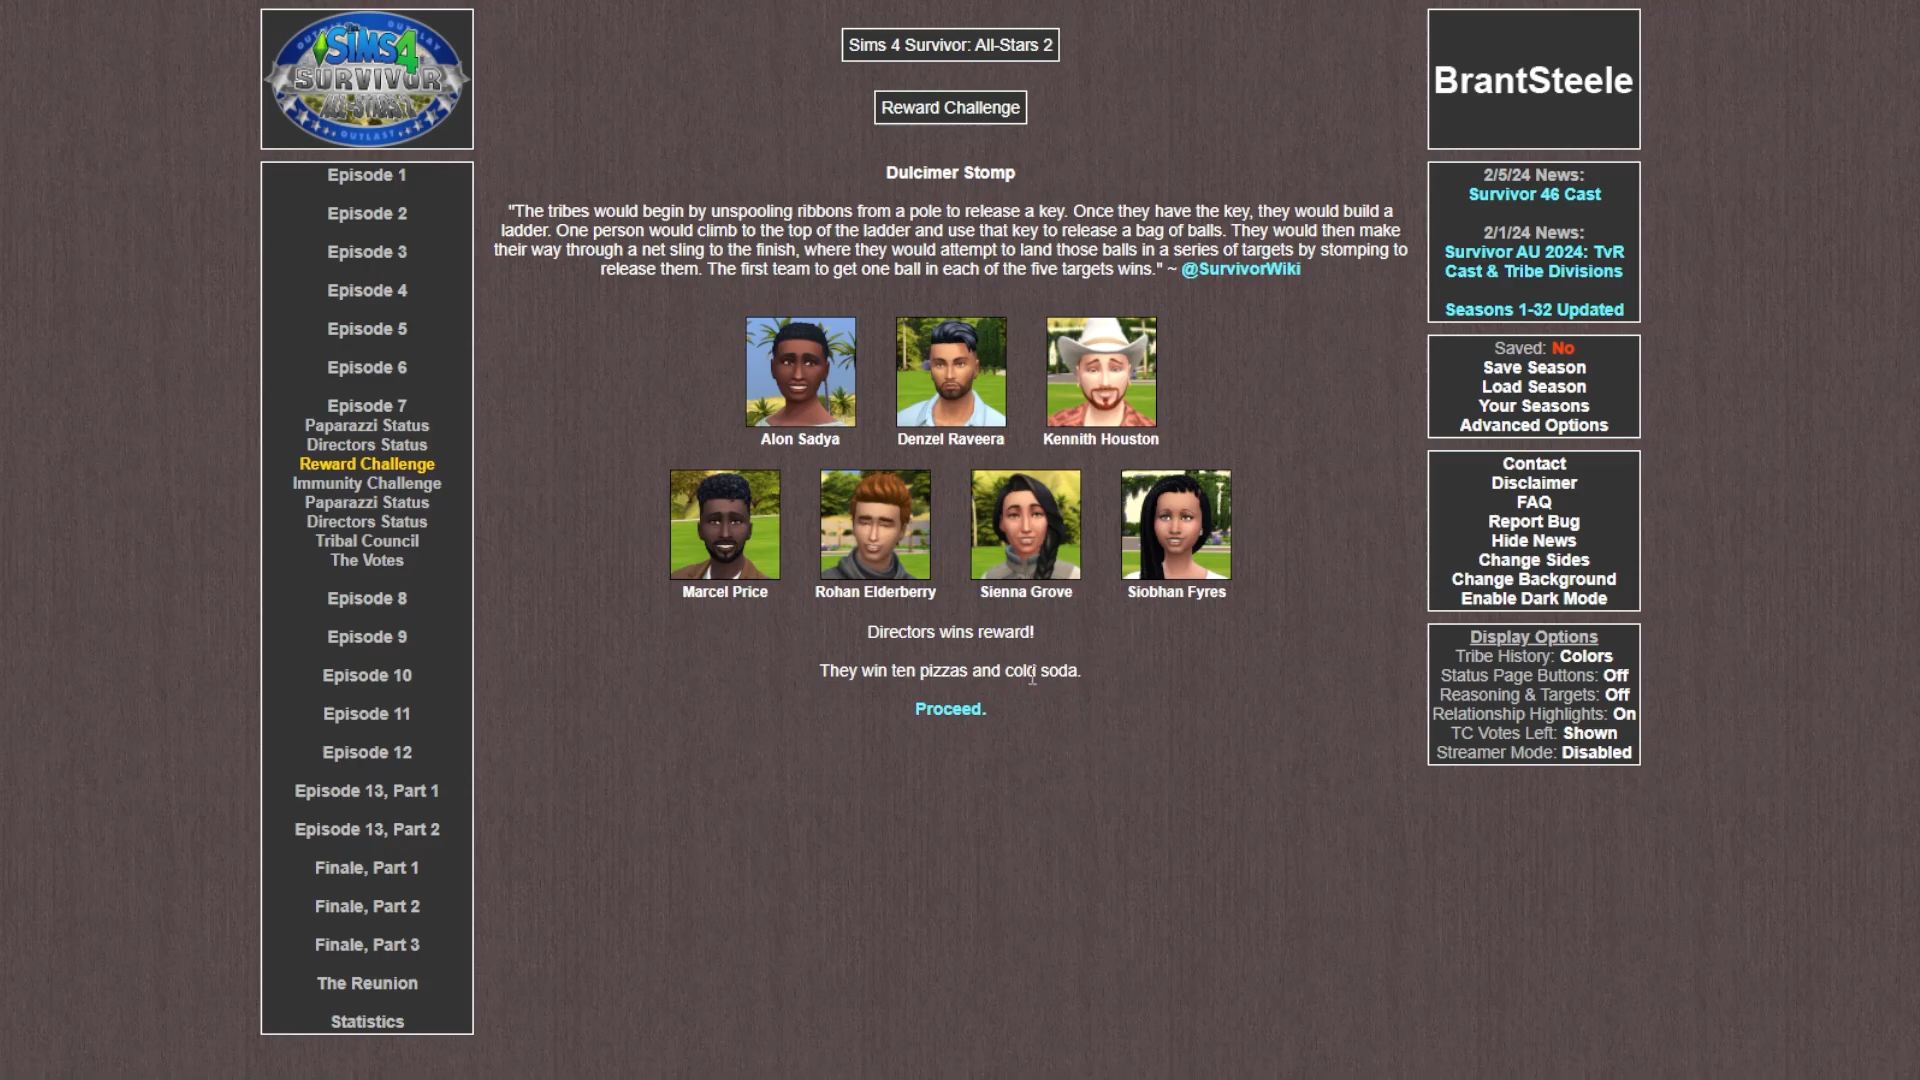 SiMS4
SURVIVOR
ALL-STARS 2
OUTLAST
Episode 1
Episode 2
Episode 3
Episode 4
Episode 5
Episode 6
Episode 7
Paparazzi Status
Directors Status
Reward Challenge
Immunity Challenge
Paparazzi Status
Directors Status
Tribal Council
The Votes
Episode 8
Episode 9
Episode 10
Episode 11
Episode 12
Episode 13, Part 1
Episode 13, Part 2
Finale, Part 1
Finale, Part 2
Finale, Part 3
The Reunion
Statistics
Sims 4 Survivor: All-Stars 2
Reward Challenge
Dulcimer Stomp
"The tribes would begin by unspooling ribbons from a pole to release a key. Once they have the key, they would build a
ladder. One person would climb to the top of the ladder and use that key to release a bag of balls. They would then make
their way through a net sling to the finish, where they would attempt to land those balls in a series of targets by stomping to
release them. The first team to get one ball in each of the five targets wins." ~ @SurvivorWiki
Alon Sadya
Denzel Raveera
Kennith Houston
Marcel Price
Rohan Elderberry
Sienna Grove
Siobhan Fyres
Directors wins reward!
They win ten pizzas and cold soda.
Proceed.
BrantSteele
2/5/24 News:
Survivor 46 Cast
2/1/24 News:
Survivor AU 2024: TvR
Cast & Tribe Divisions
Seasons 1-32 Updated
Saved: No
Save Season
Load Season
Your Seasons
Advanced Options
Contact
Disclaimer
FAQ
Report Bug
Hide News
Change Sides
Change Background
Enable Dark Mode
Display Options
Tribe History: Colors
Status Page Buttons: Off
Reasoning & Targets: Off
Relationship Highlights: On
TC Votes Left: Shown
Streamer Mode: Disabled